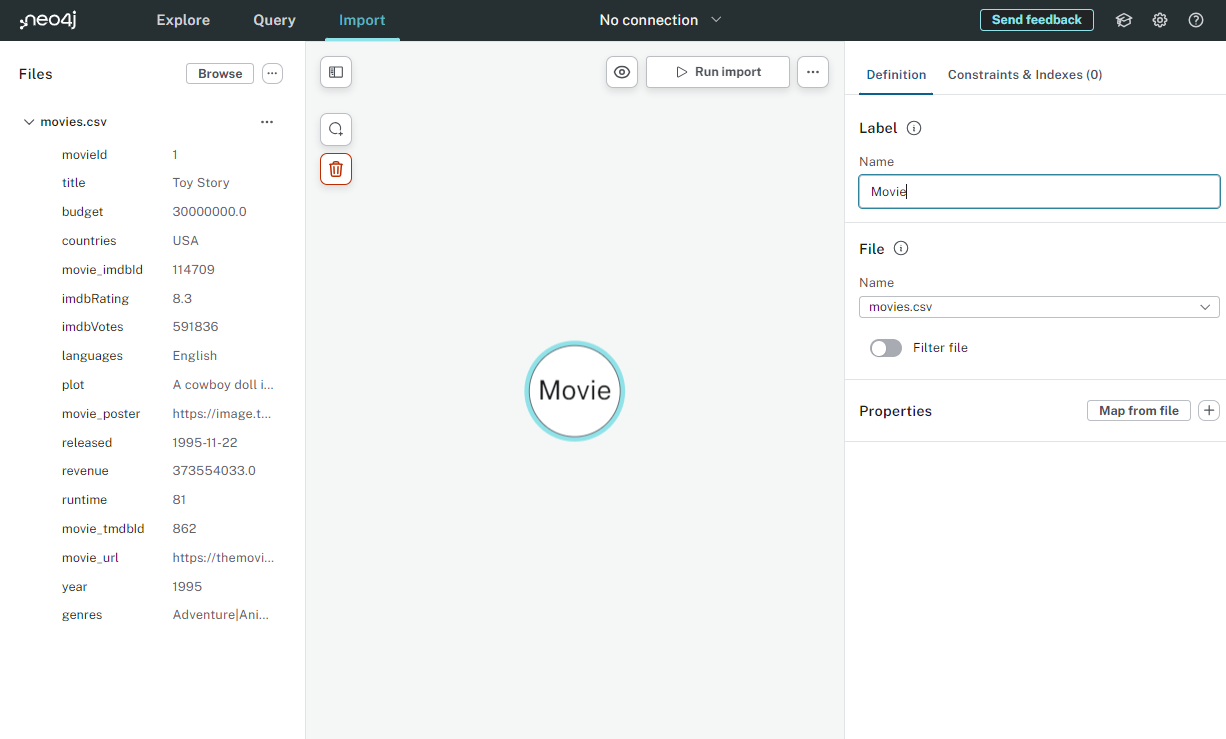 neo4j Explore Query Import No connection Send feedback
Files Browse
Run import
Definition Constraints & Indexes (0)
movies.csv
movieId 1
title Toy Story
budget 30000000.0
countries USA
movie_imdbId 114709
imdbRating 8.3
imdbVotes 591836
languages English
plot A cowboy doll i...
movie_poster https://image.t...
released 1995-11-22
revenue 373554033.0
runtime 81
movie_tmdbId 862
movie_url https://themovi...
year 1995
genres Adventure|Ani...
Movie
Label
Name
Movie
File
Name
movies.csv
Filter file
Properties Map from file